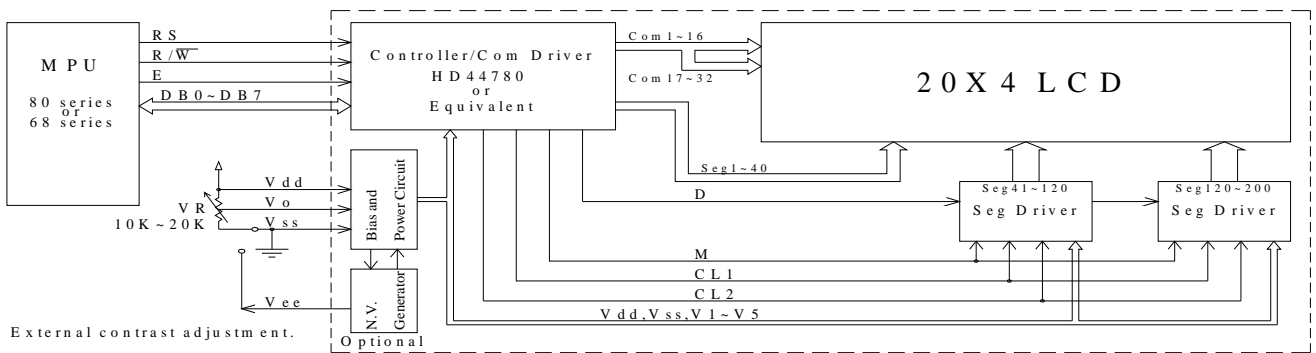 MPU
80 series
or
68 series
RS
R/W̅
E
DB0~DB7
Controller/Com Driver
HD44780
or
Equivalent
Com1~16
Com17~32
20X4 LCD
Seg1~40
D
Seg41~120
Seg Driver
Seg120~200
Seg Driver
Vdd
Vo
Vss
VR
10K~20K
Bias and
Power Circuit
M
CL1
CL2
Vdd,Vss,V1~V5
Vee
N.V.
Generator
Optional
External contrast adjustment.